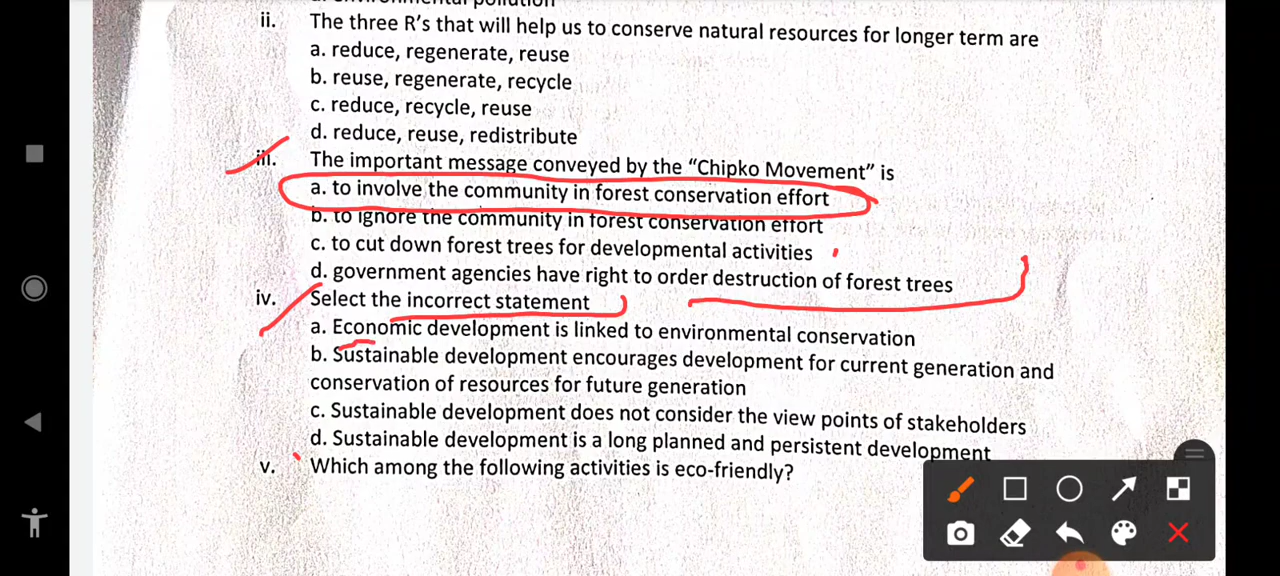 a. environmental pollution
ii. The three R's that will help us to conserve natural resources for longer term are
a. reduce, regenerate, reuse
b. reuse, regenerate, recycle
c. reduce, recycle, reuse
d. reduce, reuse, redistribute
iii. The important message conveyed by the “Chipko Movement” is
a. to involve the community in forest conservation effort
b. to ignore the community in forest conservation effort
c. to cut down forest trees for developmental activities
d. government agencies have right to order destruction of forest trees
iv. Select the incorrect statement
a. Economic development is linked to environmental conservation
b. Sustainable development encourages development for current generation and
conservation of resources for future generation
c. Sustainable development does not consider the view points of stakeholders
d. Sustainable development is a long planned and persistent development
v. Which among the following activities is eco-friendly?